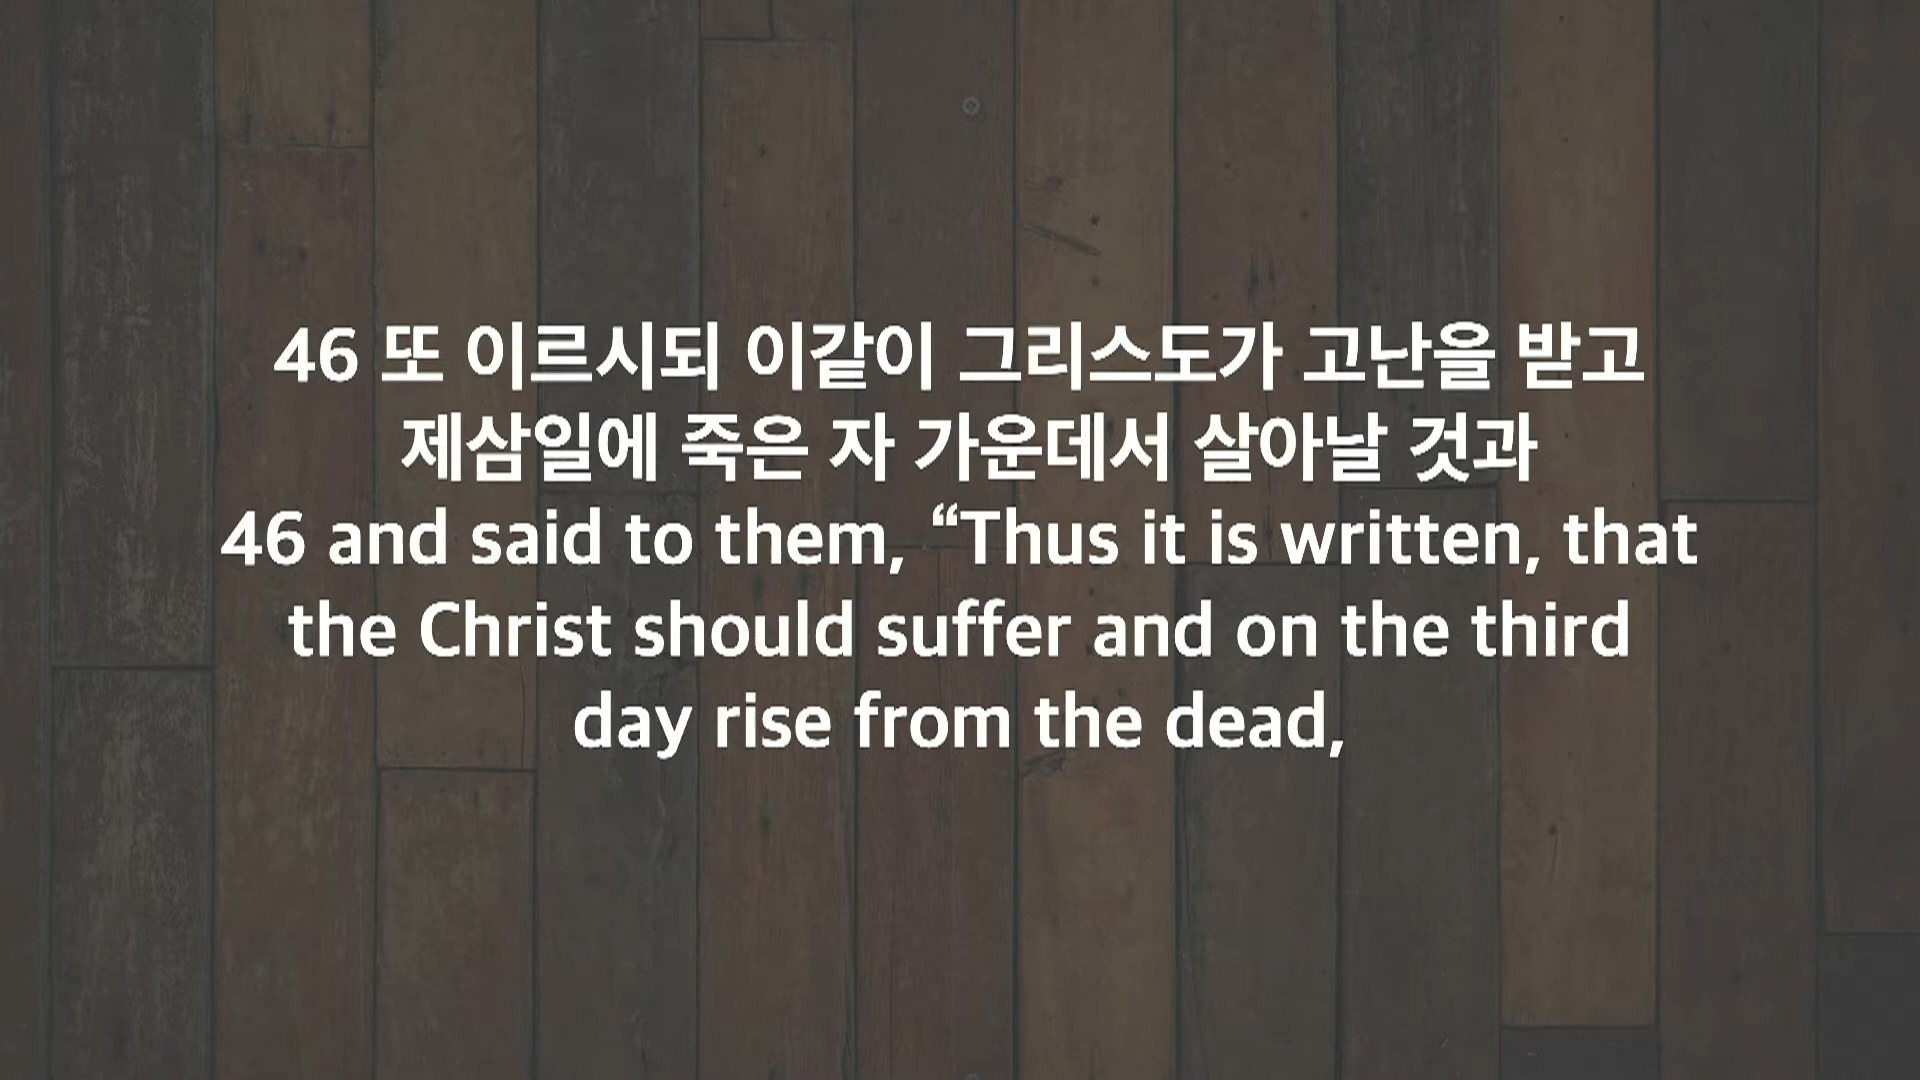 46 또 이르시되 이같이 그리스도가 고난을 받고
제삼일에 죽은 자 가운데서 살아날 것과
46 and said to them, “Thus it is written, that
the Christ should suffer and on the third
day rise from the dead,